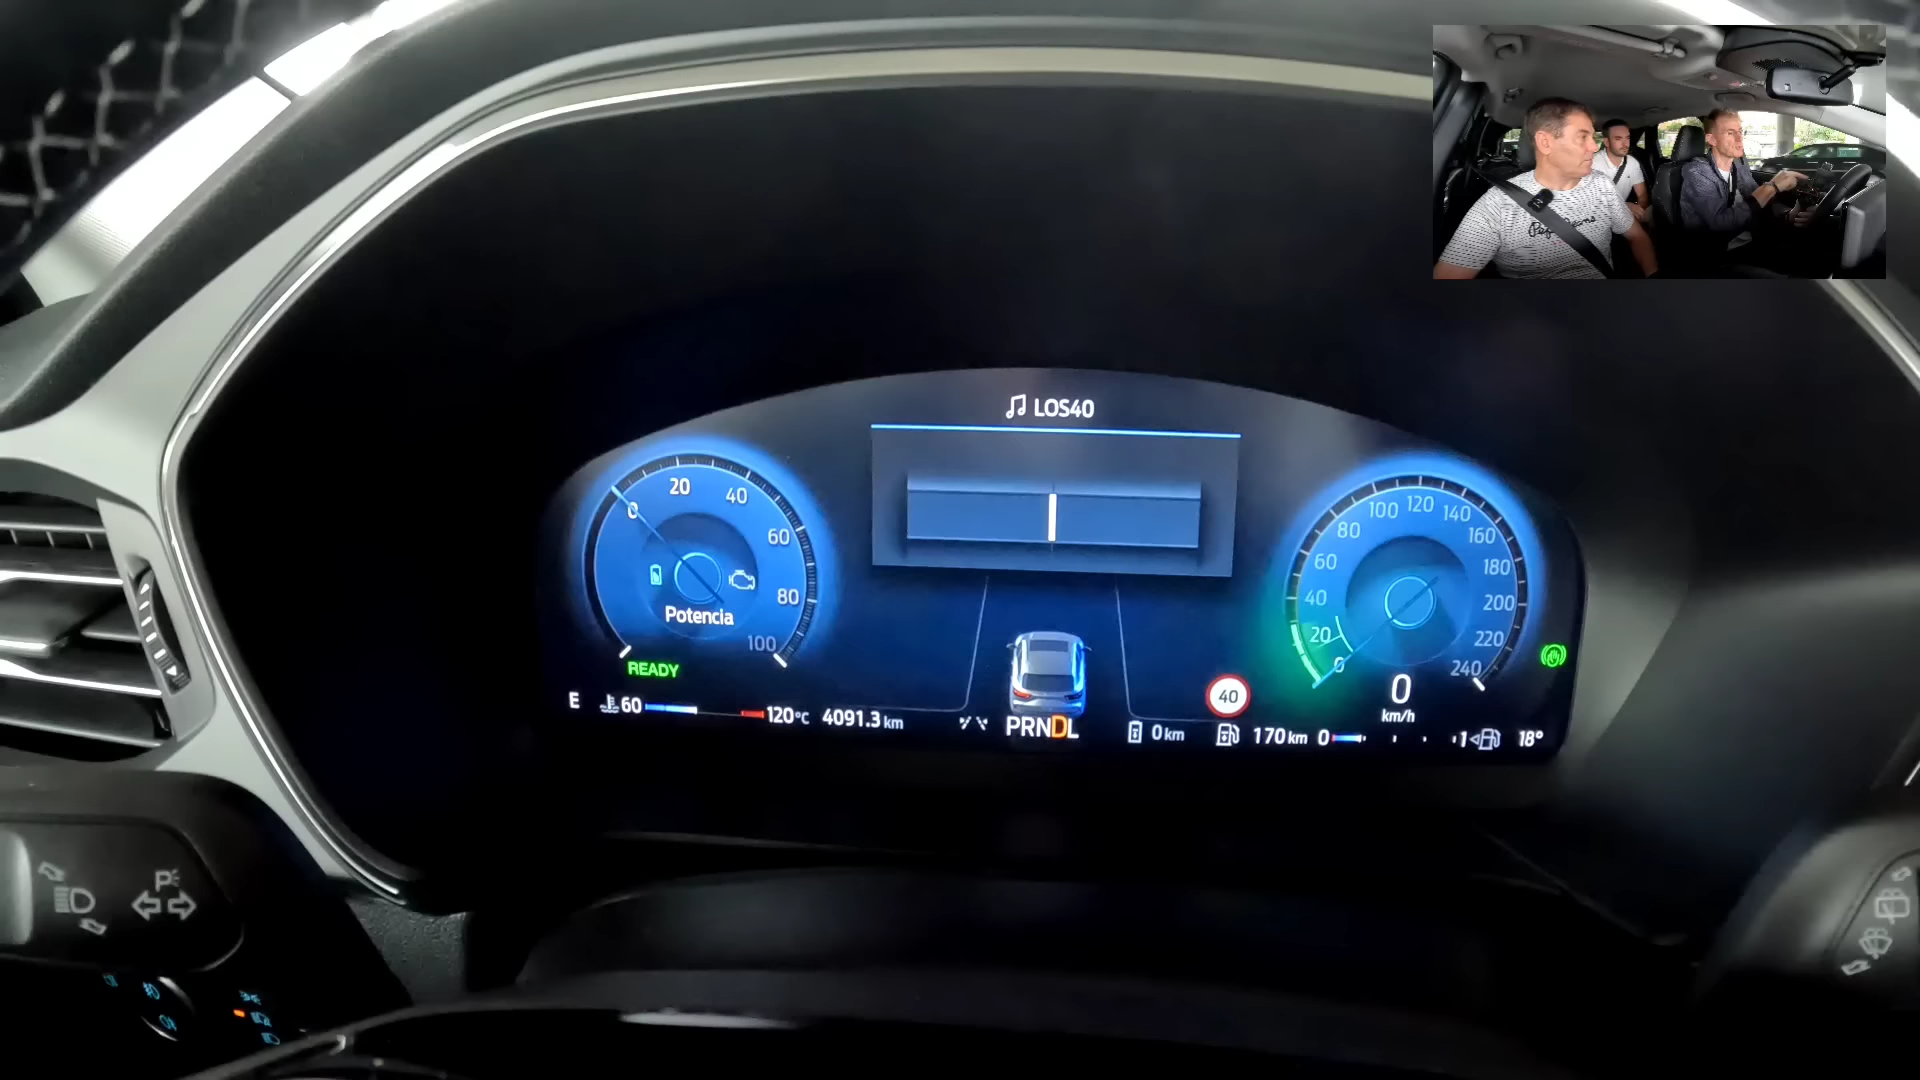 LOS40
0 20 40 60 80 100
Potencia
READY
0 20 40 60 80 100 120 140 160 180 200 220 240
0
km/h
40
E 60 120°C 4091.3 km
PRNDL
0 km 170 km 0 1 18°
P